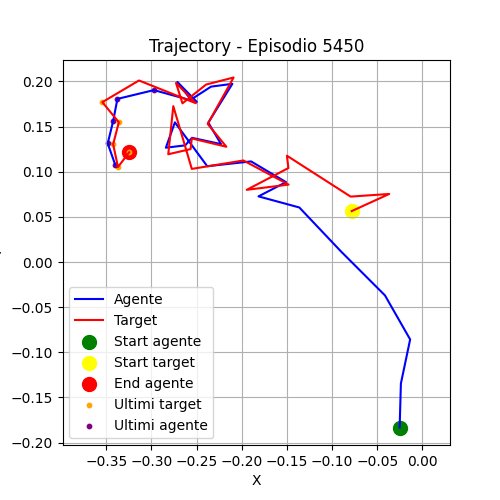 Trajectory - Episodio 5450
0.20
0.15
0.10
0.05
0.00
−0.05
−0.10
−0.15
−0.20
Agente
Target
Start agente
Start target
End agente
Ultimi target
Ultimi agente
−0.35 −0.30 −0.25 −0.20 −0.15 −0.10 −0.05 0.00
X